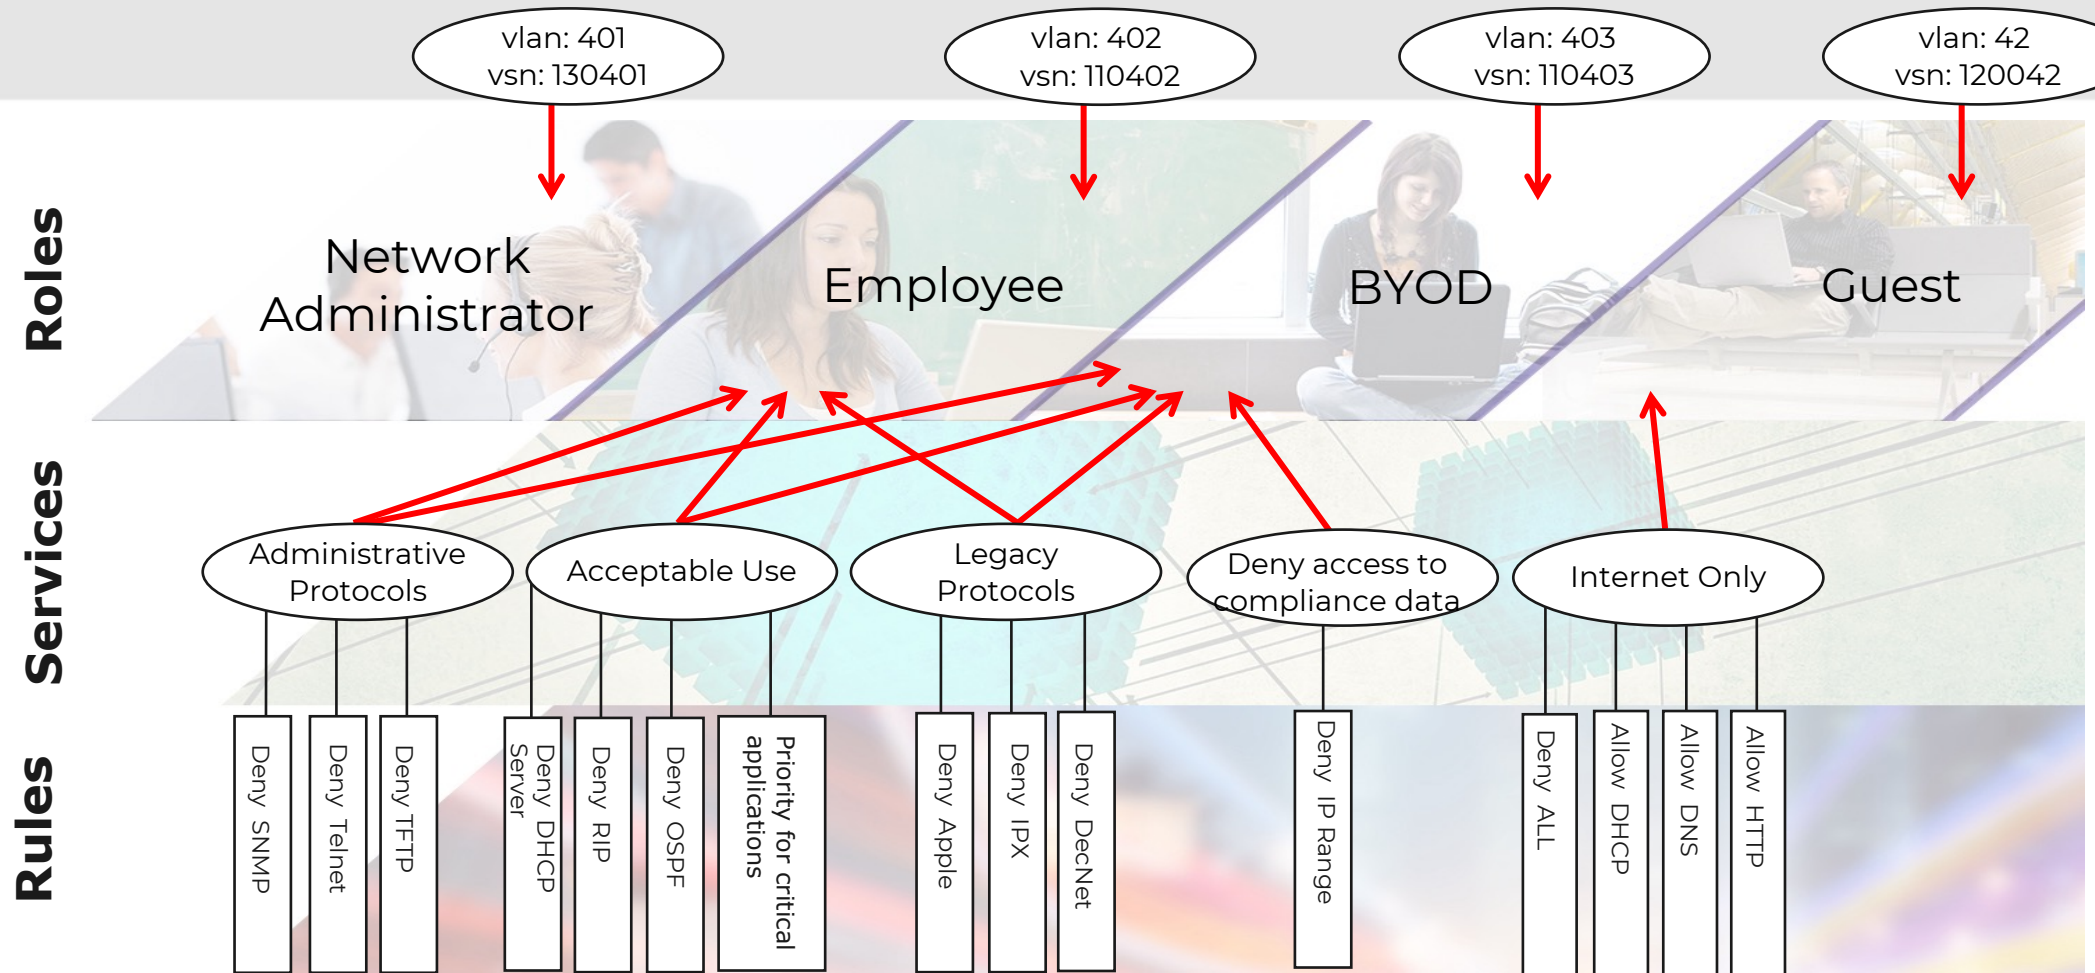 vlan: 401
vsn: 130401
vlan: 402
vsn: 110402
vlan: 403
vsn: 110403
vlan: 42
vsn: 120042
Roles
Network
Administrator
Employee
BYOD
Guest
Services
Administrative
Protocols
Acceptable Use
Legacy
Protocols
Deny access to
compliance data
Internet Only
Rules
Deny SNMP
Deny Telnet
Deny TFTP
Deny DHCP
Server
Deny RIP
Deny OSPF
Priority for critical
applications
Deny Apple
Deny IPX
Deny DecNet
Deny IP Range
Deny ALL
Allow DHCP
Allow DNS
Allow HTTP